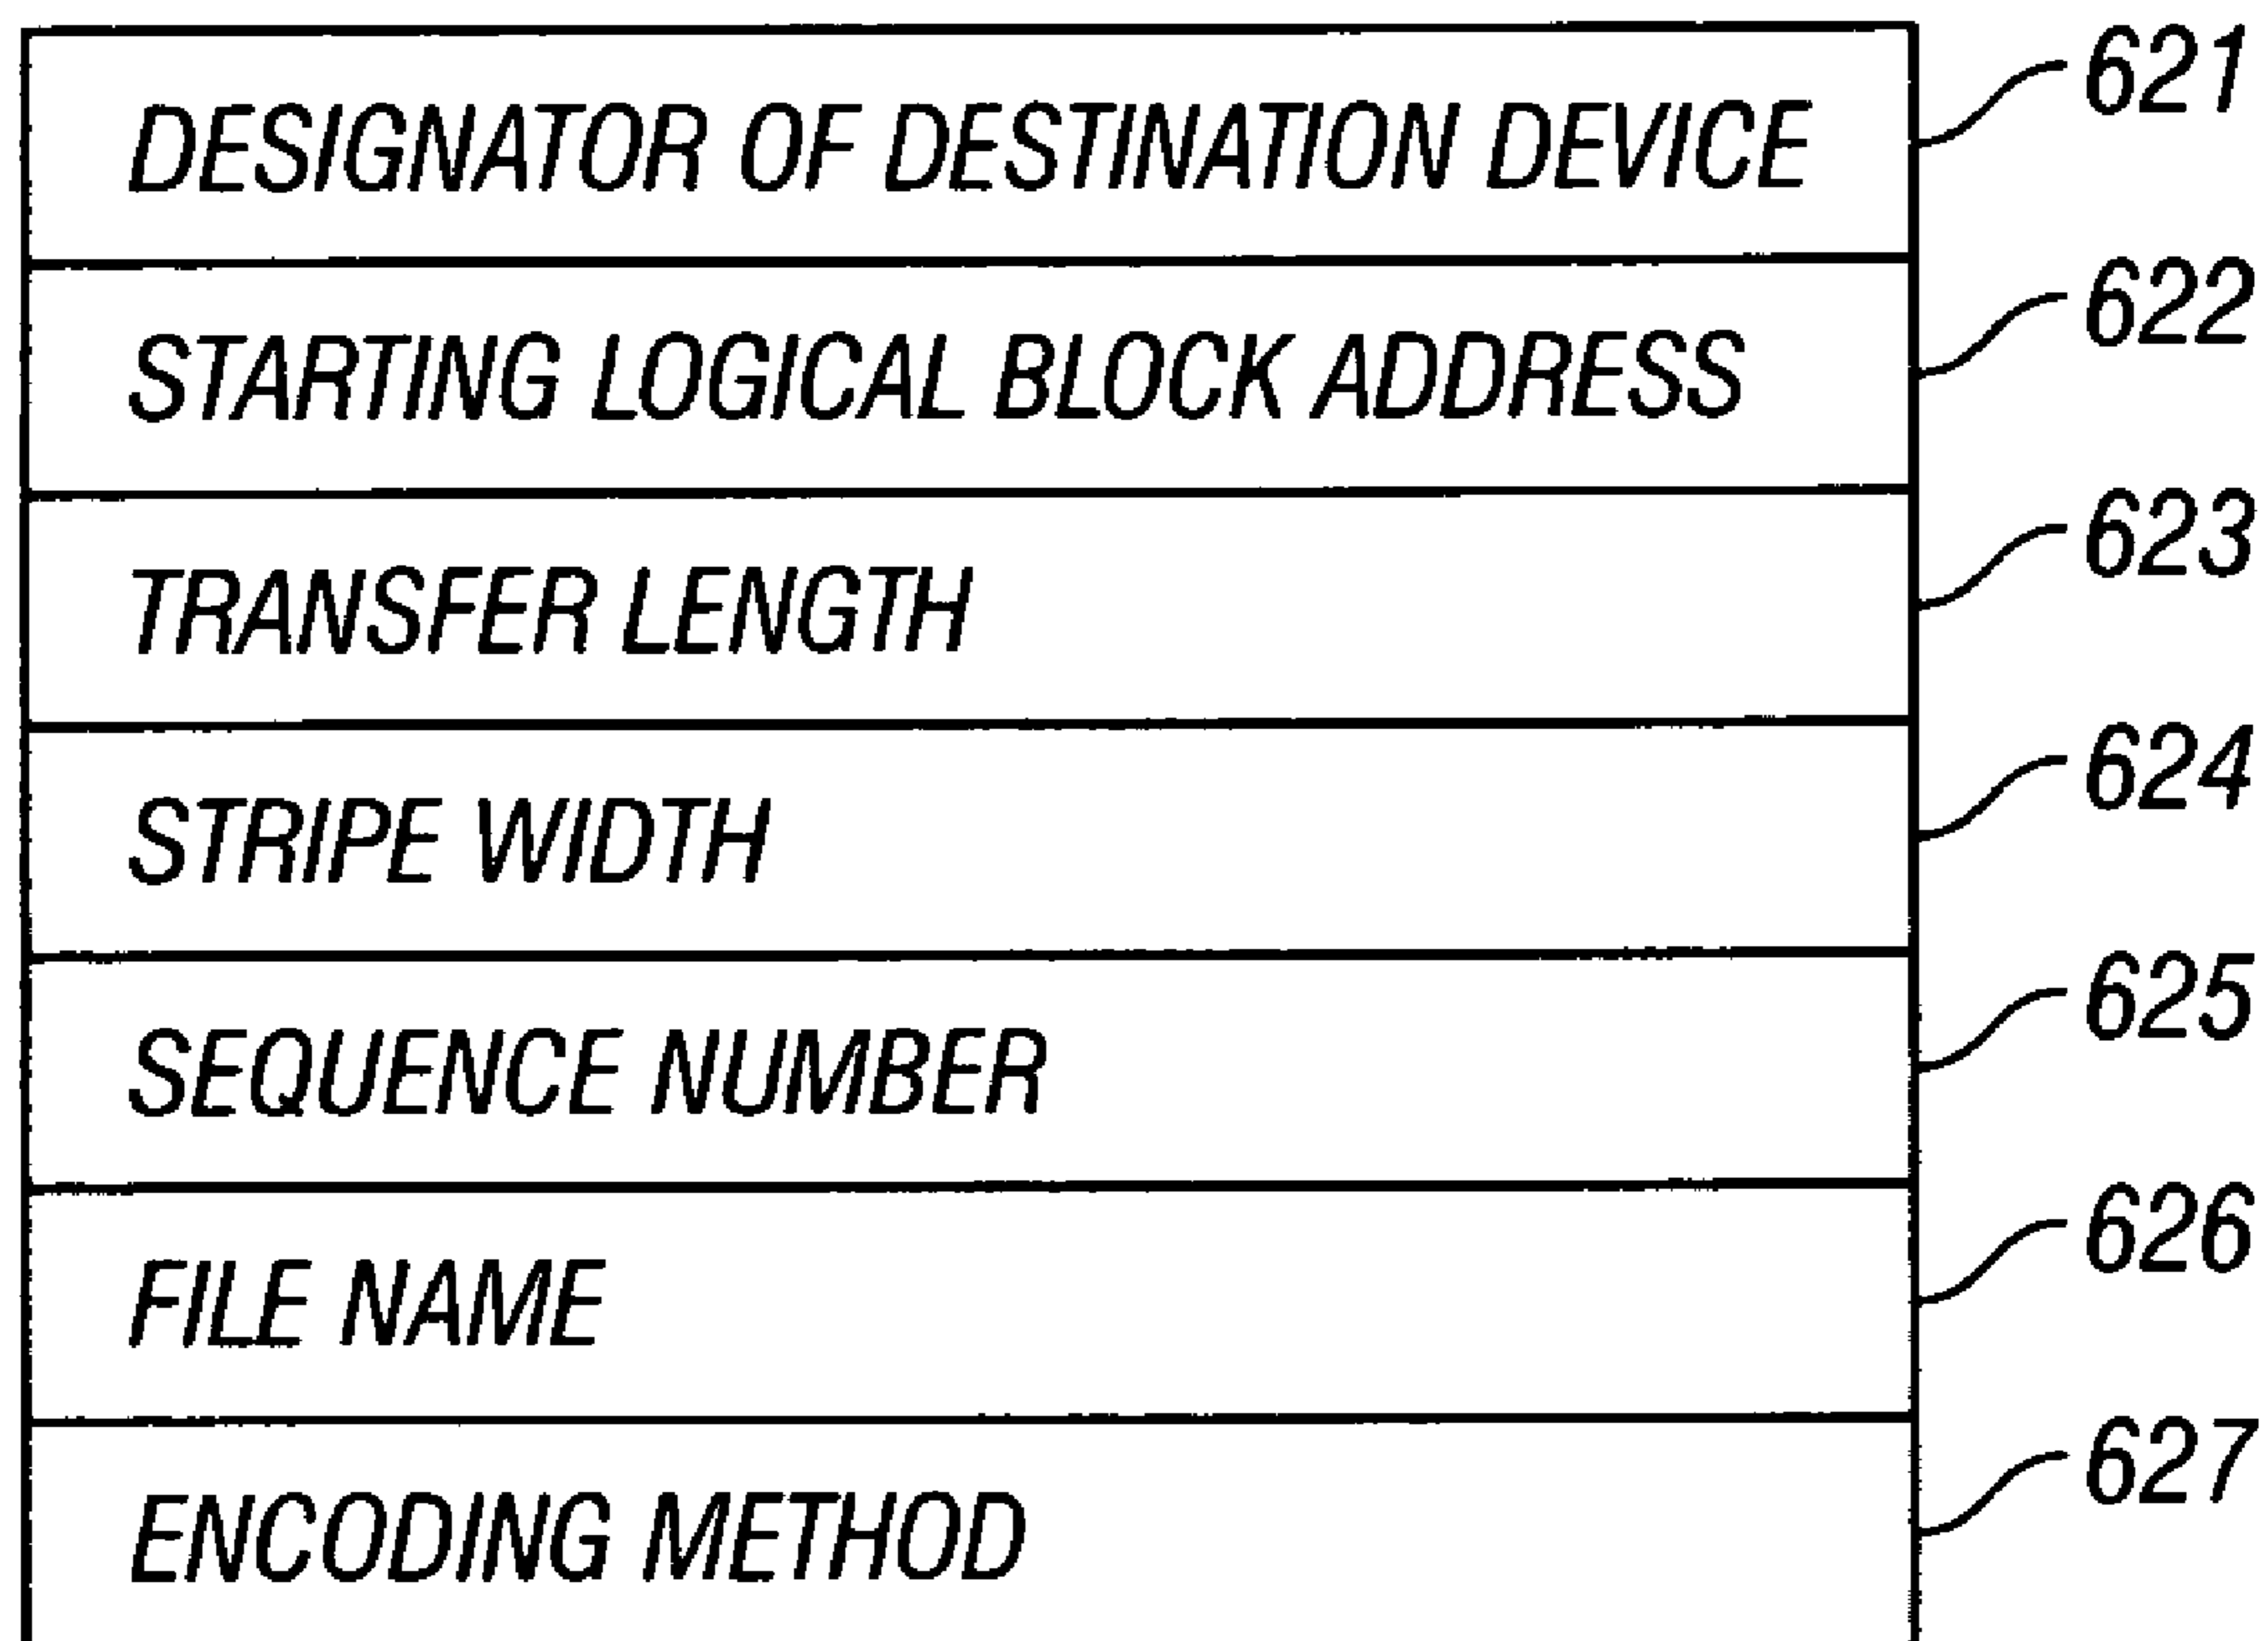 DESIGNATOR OF DESTINATION DEVICE 621
STARTING LOGICAL BLOCK ADDRESS 622
TRANSFER LENGTH 623
STRIPE WIDTH 624
SEQUENCE NUMBER 625
FILE NAME 626
ENCODING METHOD 627